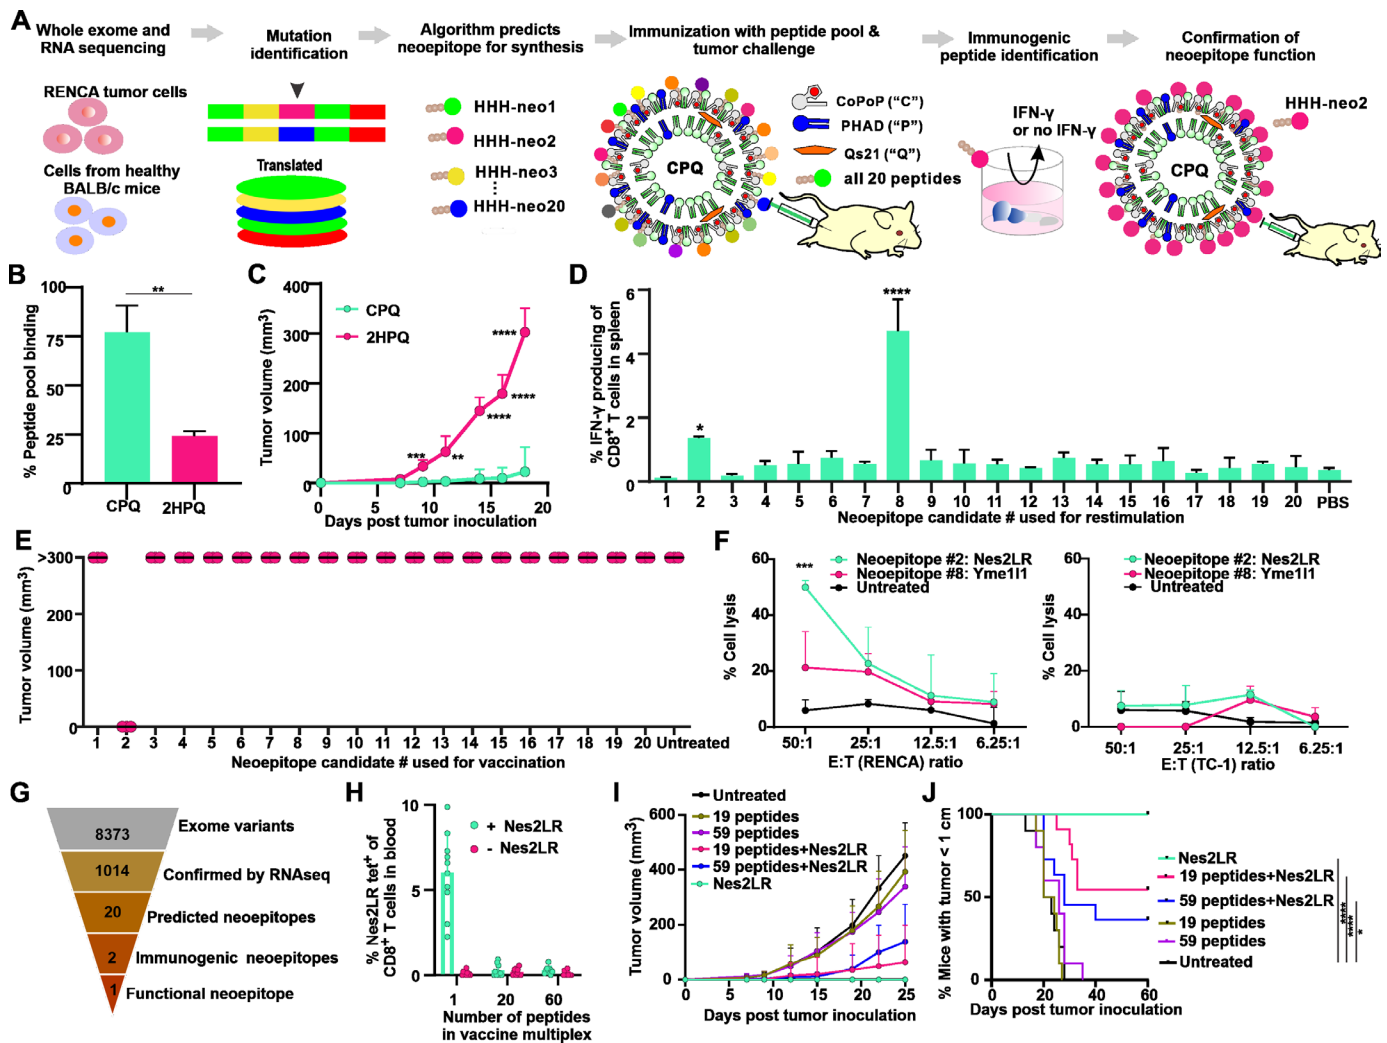 A
Whole exome and
RNA sequencing
Mutation
identification
Algorithm predicts
neoepitope for synthesis
Immunization with peptide pool &
tumor challenge
Immunogenic
peptide identification
Confirmation of
neoepitope function
RENCA tumor cells
Cells from healthy
BALB/c mice
Translated
HHH-neo1
HHH-neo2
HHH-neo3
HHH-neo20
CPQ
CoPoP ("C")
PHAD ("P")
Qs21 ("Q")
all 20 peptides
IFN-γ
or no IFN-γ
HHH-neo2
CPQ
B
% Peptide pool binding
100
75
50
25
0
**
CPQ
2HPQ
C
Tumor volume (mm3)
400
300
200
100
0
CPQ
2HPQ
***
**
****
****
****
0 5 10 15 20
Days post tumor inoculation
D
% IFN-γ producing of
CD8+ T cells in spleen
6
4
2
0
*
****
1 2 3 4 5 6 7 8 9 10 11 12 13 14 15 16 17 18 19 20 PBS
Neoepitope candidate # used for restimulation
E
Tumor volume (mm3)
>300
200
100
0
1 2 3 4 5 6 7 8 9 10 11 12 13 14 15 16 17 18 19 20 Untreated
Neoepitope candidate # used for vaccination
F
% Cell lysis
60
40
20
0
***
Neoepitope #2: Nes2LR
Neoepitope #8: Yme1l1
Untreated
50:1 25:1 12.5:1 6.25:1
E:T (RENCA) ratio
% Cell lysis
60
40
20
0
Neoepitope #2: Nes2LR
Neoepitope #8: Yme1l1
Untreated
50:1 25:1 12.5:1 6.25:1
E:T (TC-1) ratio
G
8373 Exome variants
1014 Confirmed by RNAseq
20 Predicted neoepitopes
2 Immunogenic neoepitopes
1 Functional neoepitope
H
% Nes2LR tet+ of
CD8+ T cells in blood
10
5
0
+ Nes2LR
- Nes2LR
1 20 60
Number of peptides
in vaccine multiplex
I
Tumor volume (mm3)
600
400
200
0
Untreated
19 peptides
59 peptides
19 peptides+Nes2LR
59 peptides+Nes2LR
Nes2LR
0 5 10 15 20 25
Days post tumor inoculation
J
% Mice with tumor < 1 cm
100
75
50
25
0
0 20 40 60
Days post tumor inoculation
Nes2LR
19 peptides+Nes2LR
59 peptides+Nes2LR
19 peptides
59 peptides
Untreated
****
****
*